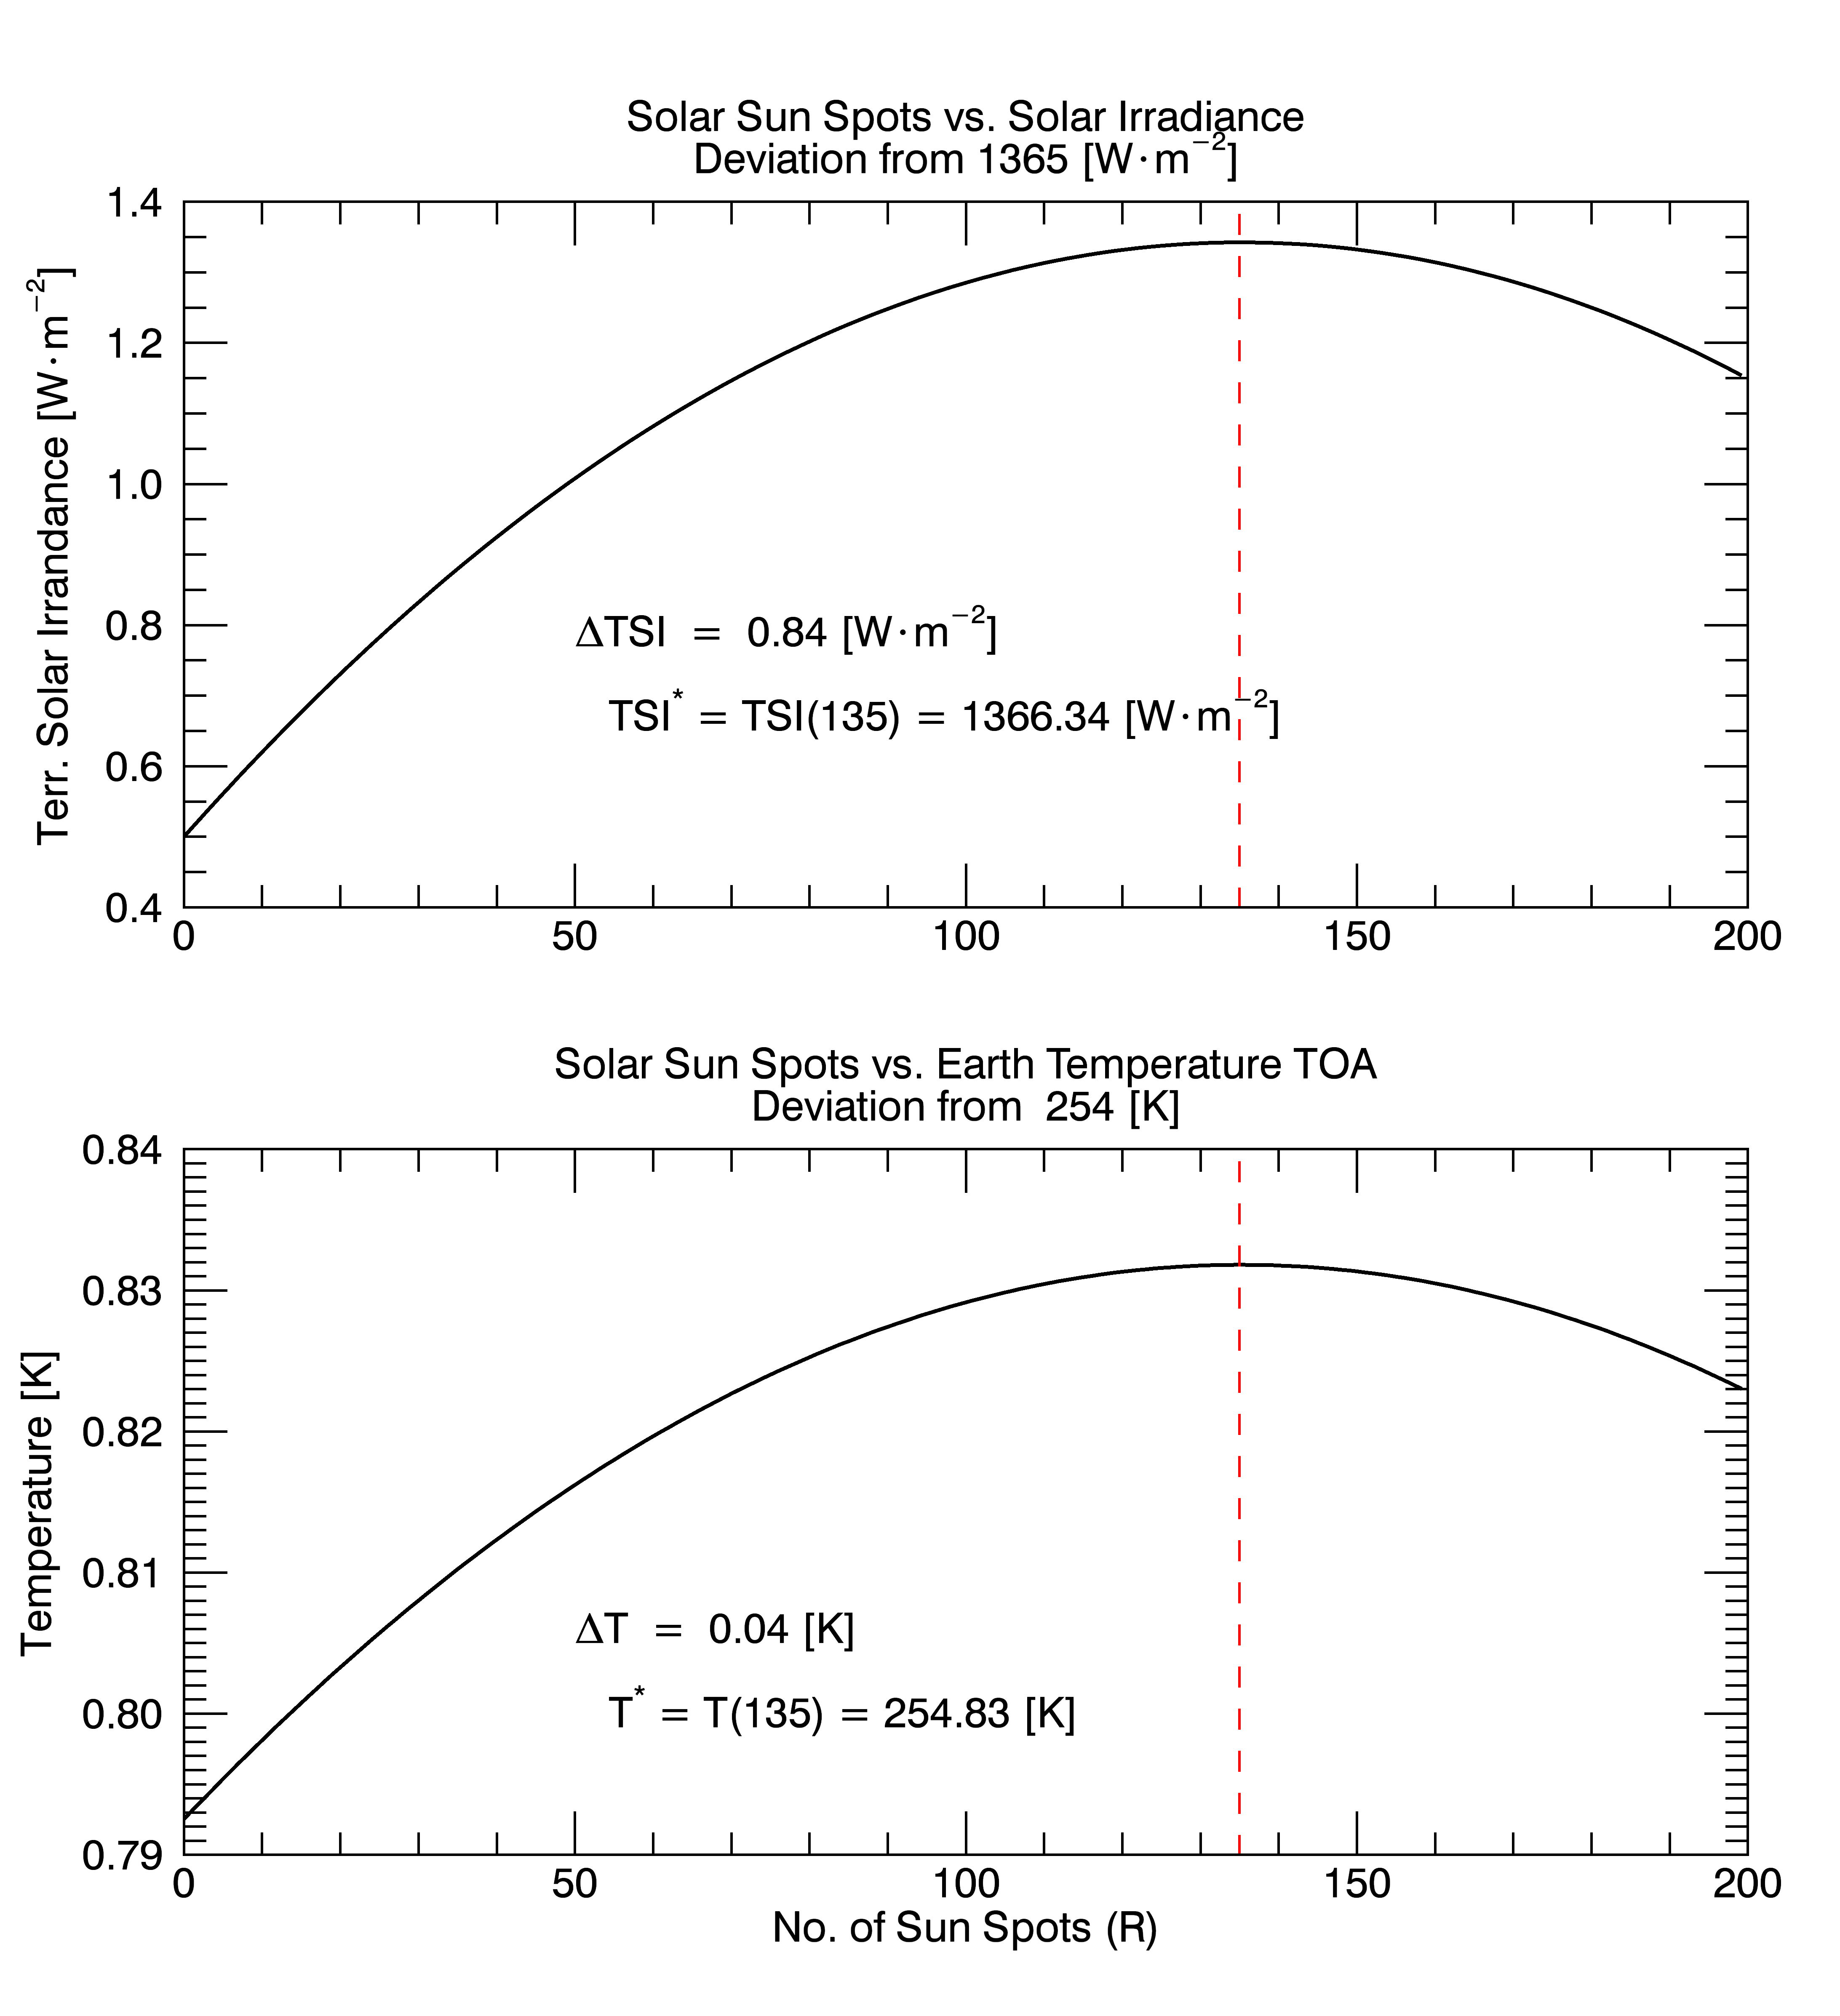 Solar Sun Spots vs. Solar Irradiance
Deviation from 1365 [W·m⁻²]
Terr. Solar Irrandance [W·m⁻²]
1.4
1.2
1.0
0.8
0.6
0.4
ΔTSI = 0.84 [W·m⁻²]
TSI* = TSI(135) = 1366.34 [W·m⁻²]
0 50 100 150 200
Solar Sun Spots vs. Earth Temperature TOA
Deviation from 254 [K]
Temperature [K]
0.84
0.83
0.82
0.81
0.80
0.79
ΔT = 0.04 [K]
T* = T(135) = 254.83 [K]
0 50 100 150 200
No. of Sun Spots (R)